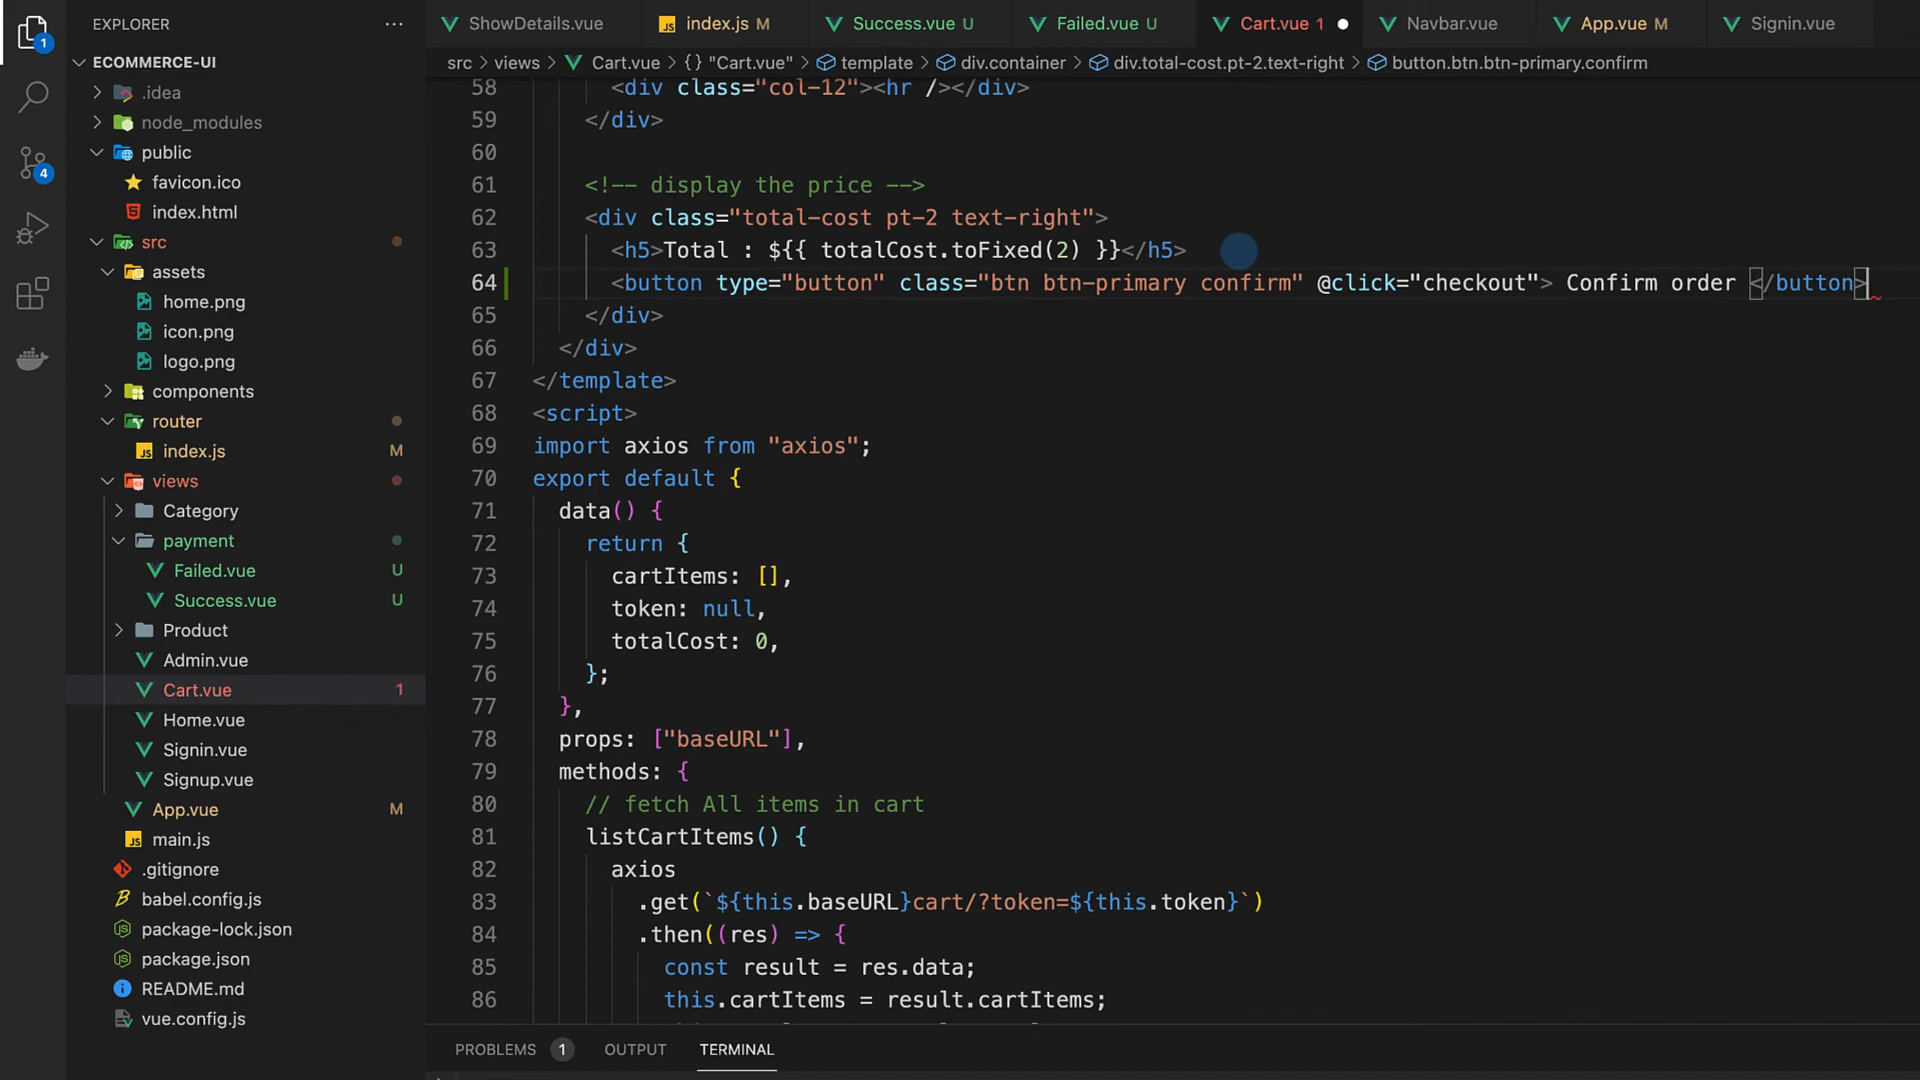 EXPLORER
ShowDetails.vue
index.js M
Success.vue U
Failed.vue U
Cart.vue 1
Navbar.vue
App.vue M
Signin.vue
1
ECOMMERCE-UI
src > views > Cart.vue > {} "Cart.vue" > template > div.container > div.total-cost.pt-2.text-right > button.btn.btn-primary.confirm
.idea
node_modules
public
favicon.ico
index.html
src
assets
home.png
icon.png
logo.png
components
router
JS index.js M
views
Category
payment
Failed.vue U
Success.vue U
Product
Admin.vue
Cart.vue 1
Home.vue
Signin.vue
Signup.vue
App.vue M
JS main.js
.gitignore
babel.config.js
package-lock.json
package.json
README.md
vue.config.js
4
58 <div class="col-12"><hr /></div>
59 </div>
60
61 <!-- display the price -->
62 <div class="total-cost pt-2 text-right">
63 <h5>Total : ${{ totalCost.toFixed(2) }}</h5>
64 <button type="button" class="btn btn-primary confirm" @click="checkout"> Confirm order </button>
65 </div>
66 </div>
67 </template>
68 <script>
69 import axios from "axios";
70 export default {
71 data() {
72 return {
73 cartItems: [],
74 token: null,
75 totalCost: 0,
76 };
77 },
78 props: ["baseURL"],
79 methods: {
80 // fetch All items in cart
81 listCartItems() {
82 axios
83 .get(`${this.baseURL}cart/?token=${this.token}`)
84 .then((res) => {
85 const result = res.data;
86 this.cartItems = result.cartItems;
PROBLEMS 1 OUTPUT TERMINAL